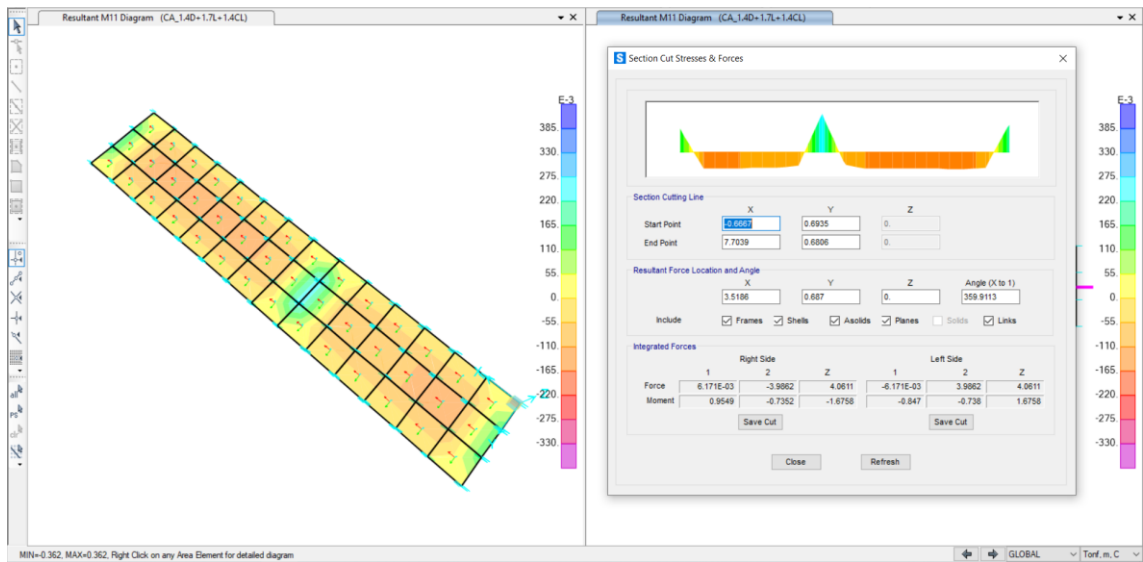 Resultant M11 Diagram (CA_1.4D+1.7L+1.4CL)
Resultant M11 Diagram (CA_1.4D+1.7L+1.4CL)
E-3
385.
330.
275.
220.
165.
110.
55.
0.
-55.
-110.
-165.
-220.
-275.
-330.
Section Cut Stresses & Forces
Section Cutting Line
X Y Z
Start Point -0.6667 0.6935 0.
End Point 7.7039 0.6806 0.
Resultant Force Location and Angle
X Y Z Angle (X to 1)
3.5186 0.687 0. 359.9113
Include Frames Shells Asolids Planes Solids Links
Integrated Forces
Right Side Left Side
1 2 Z 1 2 Z
Force 6.171E-03 -3.9862 4.0611 -6.171E-03 3.9862 4.0611
Moment 0.9549 -0.7352 -1.6758 -0.847 -0.738 1.6758
Save Cut Save Cut
Close Refresh
E-3
385.
330.
275.
220.
165.
110.
55.
0.
-55.
-110.
-165.
-220.
-275.
-330.
all
PS
clr
MIN=-0.362, MAX=0.362, Right Click on any Area Element for detailed diagram
GLOBAL
Tonf, m, C